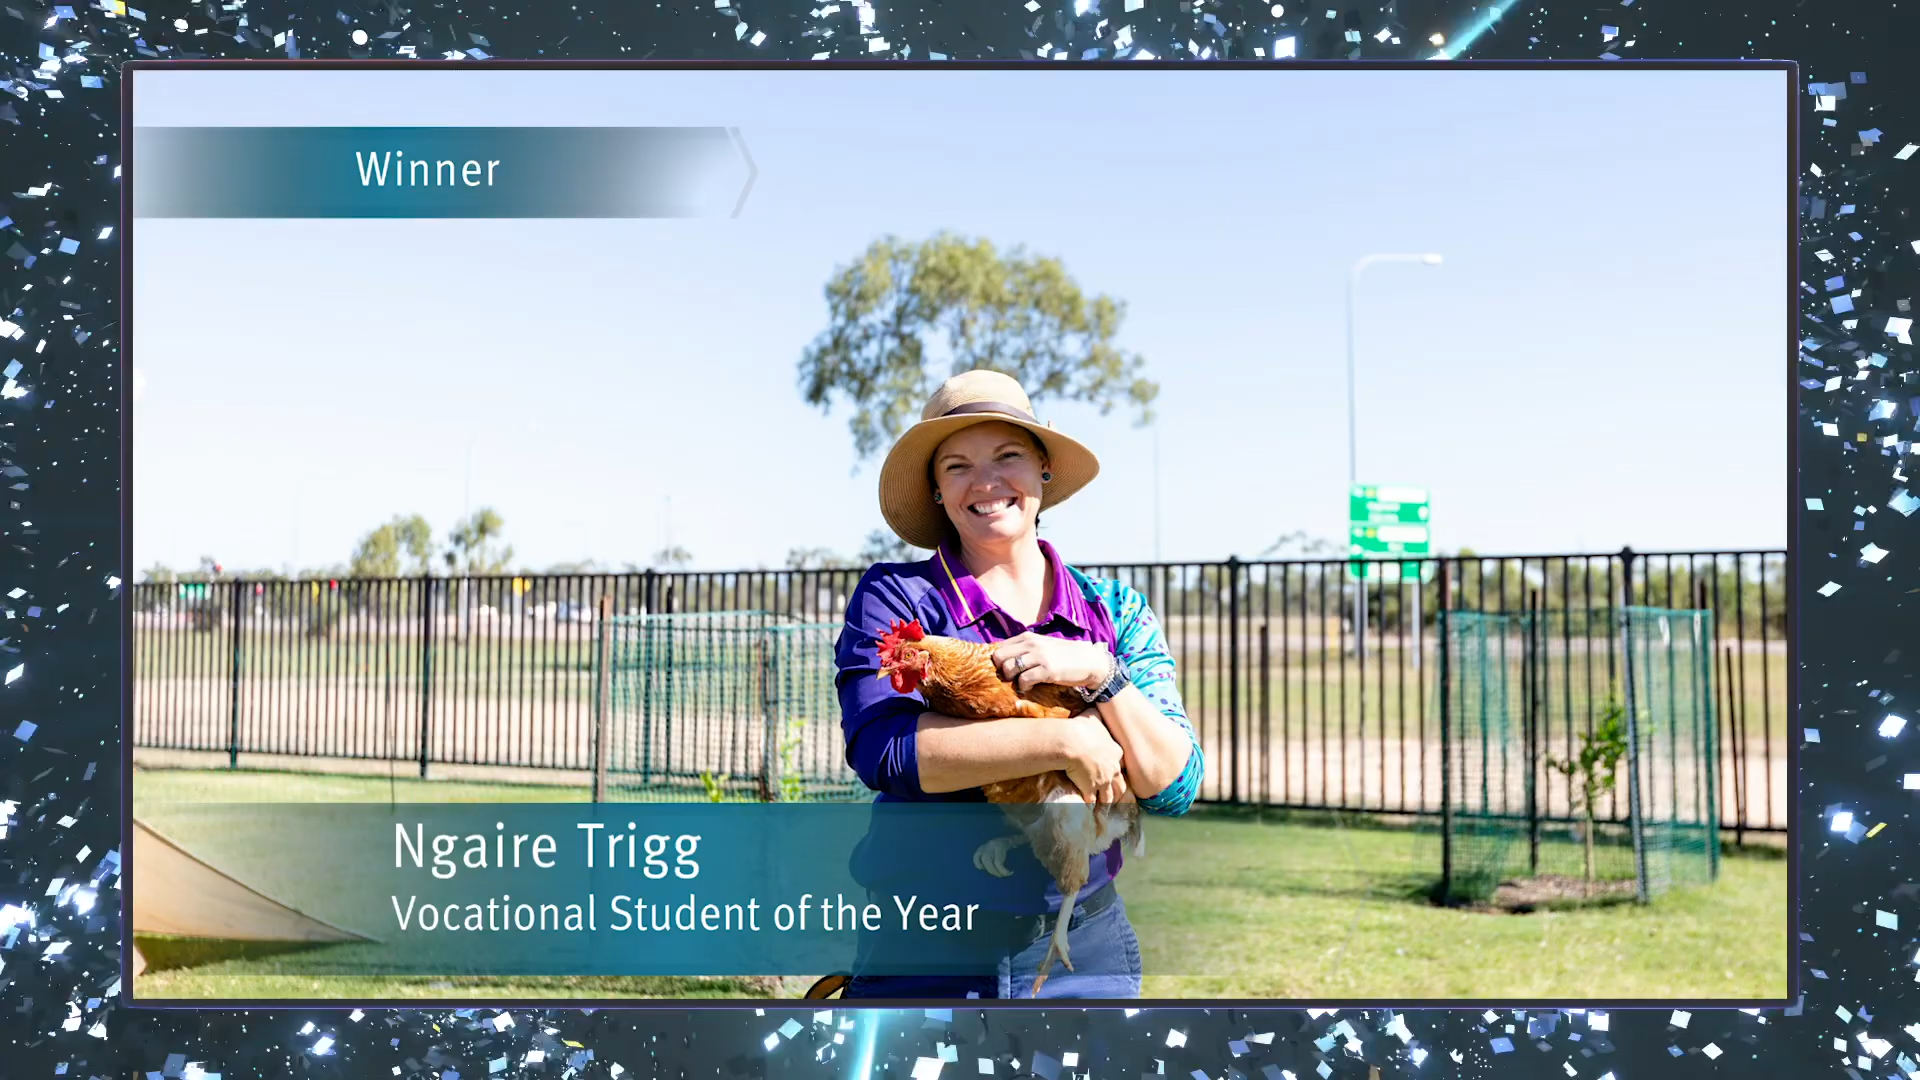 Winner
Ngaire Trigg
Vocational Student of the Year